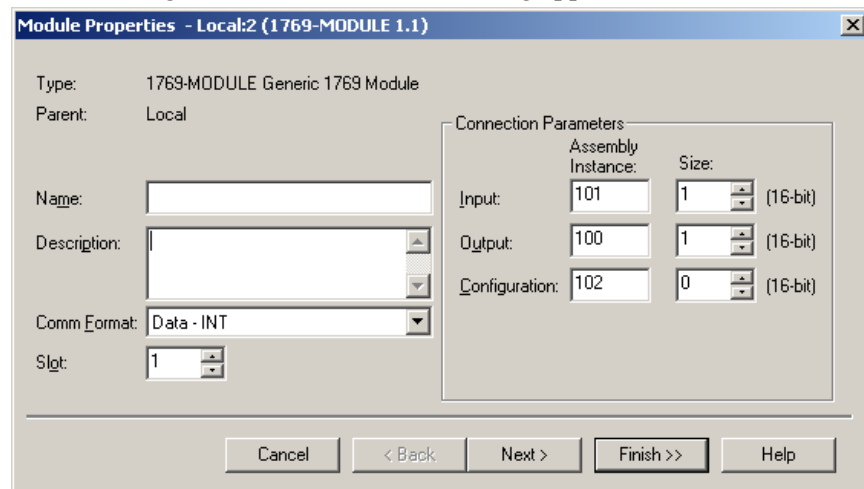 Module Properties - Local:2 (1769-MODULE 1.1)
Type: 1769-MODULE Generic 1769 Module
Parent: Local
Connection Parameters
Assembly Instance:
Size:
Name:
Input: 101 1 (16-bit)
Description:
Output: 100 1 (16-bit)
Configuration: 102 0 (16-bit)
Comm Format: Data - INT
Slot: 1
Cancel
< Back
Next >
Finish >>
Help